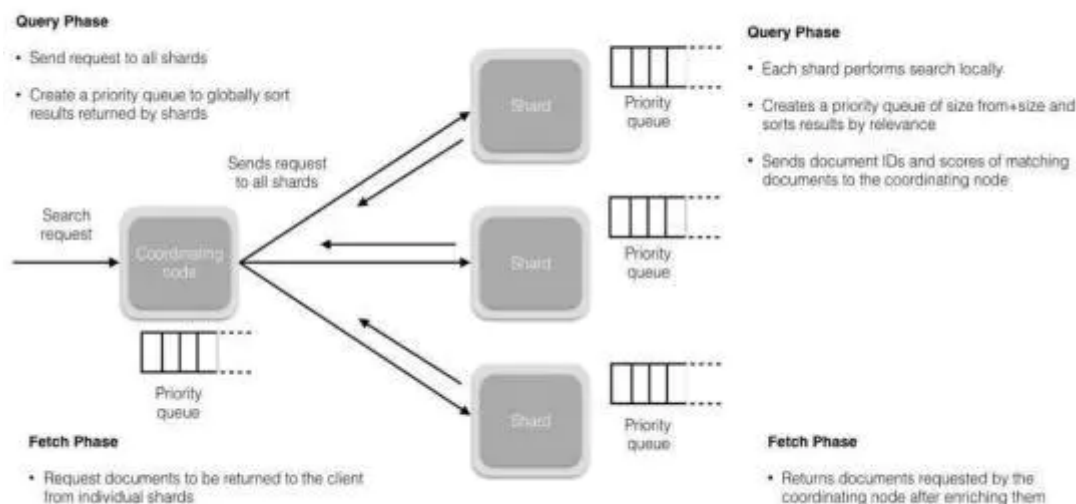 Query Phase
• Send request to all shards
• Create a priority queue to globally sort
results returned by shards
Sends request
to all shards
Search
request
Coordinating
node
Priority
queue
Fetch Phase
• Request documents to be returned to the client
from individual shards
Shard
Priority
queue
Shard
Priority
queue
Shard
Priority
queue
Query Phase
• Each shard performs search locally
• Creates a priority queue of size from+size and
sorts results by relevance
• Sends document IDs and scores of matching
documents to the coordinating node
Fetch Phase
• Returns documents requested by the
coordinating node after enriching them